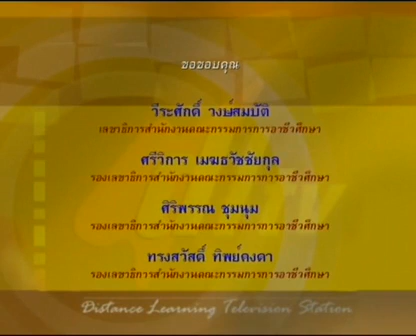 ขอขอบคุณ
วีระศักดิ์ วงษ์สมบัติ
เลขาธิการสำนักงานคณะกรรมการการอาชีวศึกษา
ศรีวิการ เมฆธวัชชัยกุล
รองเลขาธิการสำนักงานคณะกรรมการการอาชีวศึกษา
ศิริพรรณ ชุมนุม
รองเลขาธิการสำนักงานคณะกรรมการการอาชีวศึกษา
ทรงสวัสดิ์ ทิพย์คงคา
รองเลขาธิการสำนักงานคณะกรรมการการอาชีวศึกษา
Distance Learning Television Station